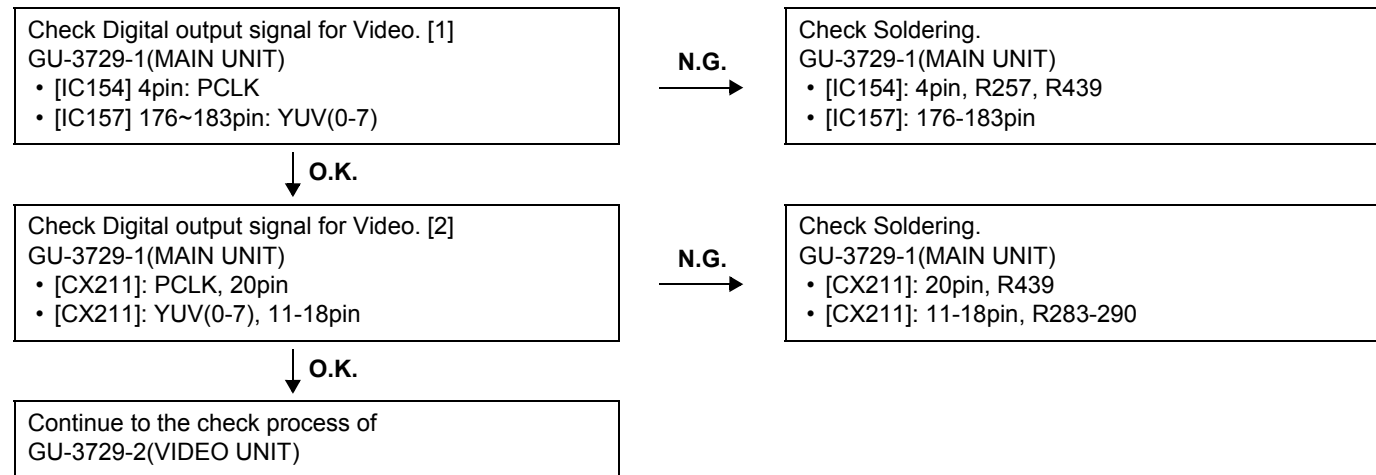 Check Digital output signal for Video. [1]
GU-3729-1(MAIN UNIT)
• [IC154] 4pin: PCLK
• [IC157] 176~183pin: YUV(0-7)
N.G.
Check Soldering.
GU-3729-1(MAIN UNIT)
• [IC154]: 4pin, R257, R439
• [IC157]: 176-183pin
O.K.
Check Digital output signal for Video. [2]
GU-3729-1(MAIN UNIT)
• [CX211]: PCLK, 20pin
• [CX211]: YUV(0-7), 11-18pin
N.G.
Check Soldering.
GU-3729-1(MAIN UNIT)
• [CX211]: 20pin, R439
• [CX211]: 11-18pin, R283-290
O.K.
Continue to the check process of
GU-3729-2(VIDEO UNIT)